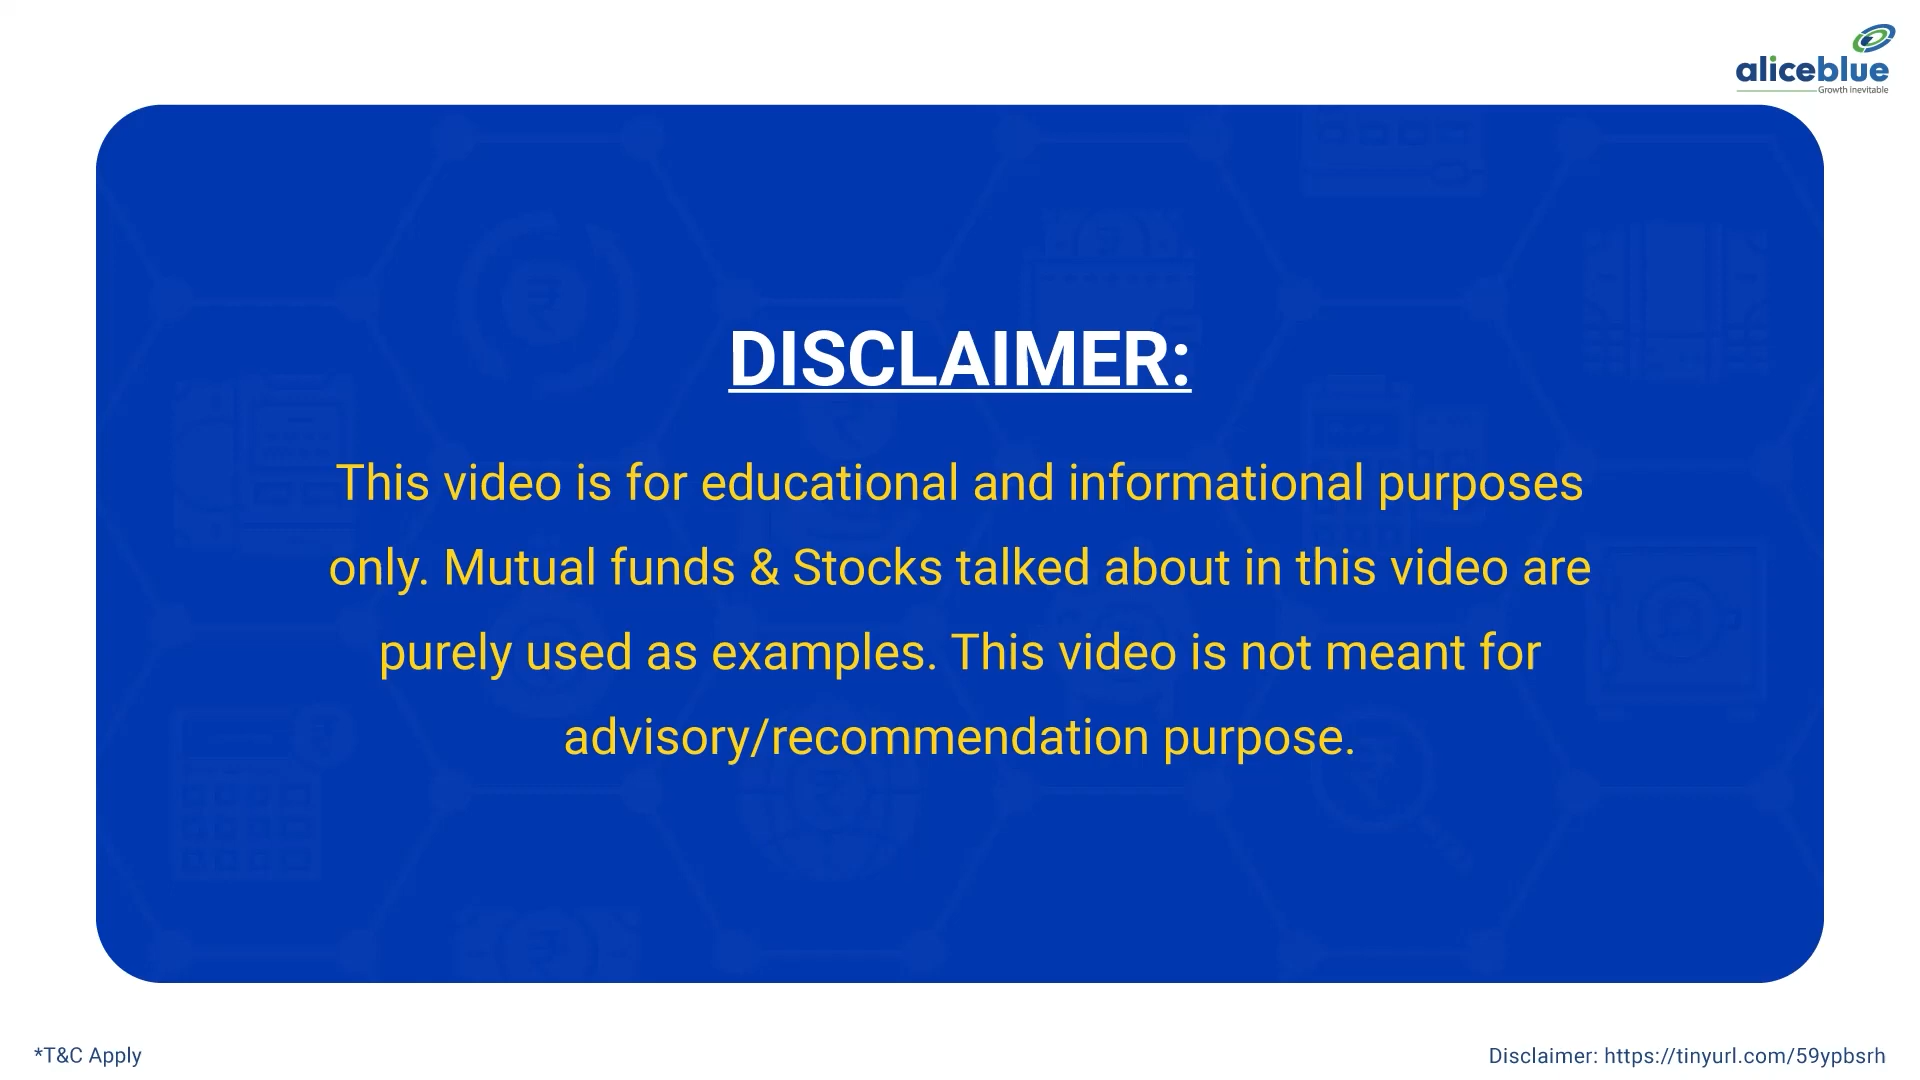 aliceblue
Growth inevitable
DISCLAIMER:
This video is for educational and informational purposes
only. Mutual funds & Stocks talked about in this video are
purely used as examples. This video is not meant for
advisory/recommendation purpose.
*T&C Apply
Disclaimer: https://tinyurl.com/59ypbsrh